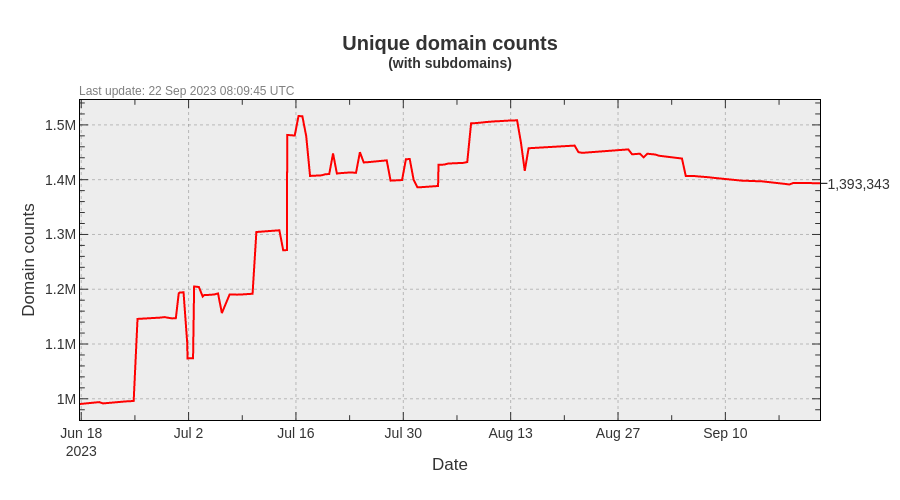 Unique domain counts
(with subdomains)
Last update: 22 Sep 2023 08:09:45 UTC
1.5M
1.4M
1.3M
1.2M
1.1M
1M
Domain counts
1,393,343
Jun 18 Jul 2 Jul 16 Jul 30 Aug 13 Aug 27 Sep 10
2023
Date